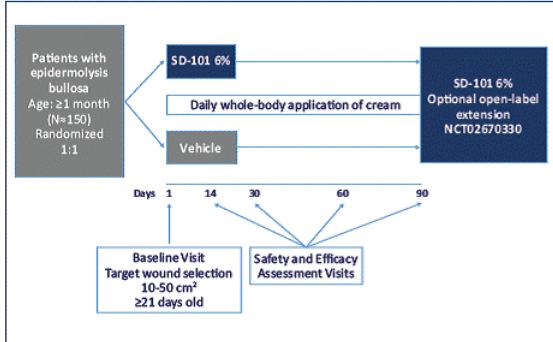 Patients with
epidermolysis
bullosa
Age: ≥1 month
(N≈150)
Randomized
1:1
SD-101 6%
Daily whole-body application of cream
Vehicle
SD-101 6%
Optional open-label
extension
NCT02670330
Days 1 14 30 60 90
Baseline Visit
Target wound selection
10-50 cm²
≥21 days old
Safety and Efficacy
Assessment Visits